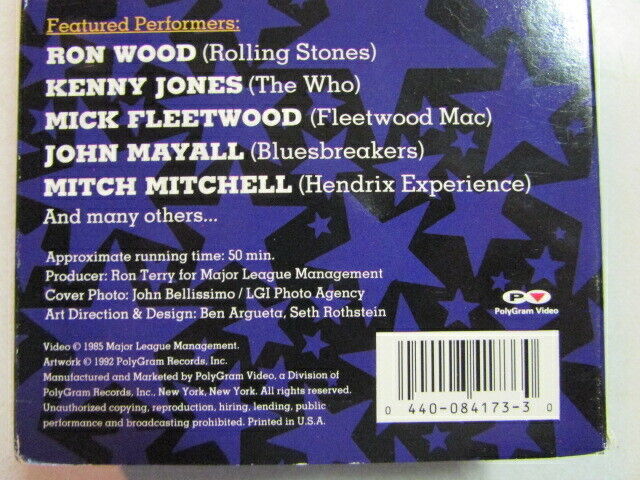 Featured Performers:
RON WOOD (Rolling Stones)
KENNY JONES (The Who)
MICK FLEETWOOD (Fleetwood Mac)
JOHN MAYALL (Bluesbreakers)
MITCH MITCHELL (Hendrix Experience)
And many others...
Approximate running time: 50 min.
Producer: Ron Terry for Major League Management
Cover Photo: John Bellissimo / LGI Photo Agency
Art Direction & Design: Ben Argueta, Seth Rothstein
PolyGram Video
Video © 1985 Major League Management.
Artwork © 1992 PolyGram Records, Inc.
Manufactured and Marketed by PolyGram Video, a Division of
PolyGram Records, Inc., New York, New York. All rights reserved.
Unauthorized copying, reproduction, hiring, lending, public
performance and broadcasting prohibited. Printed in U.S.A.
0 440-084173-3 0